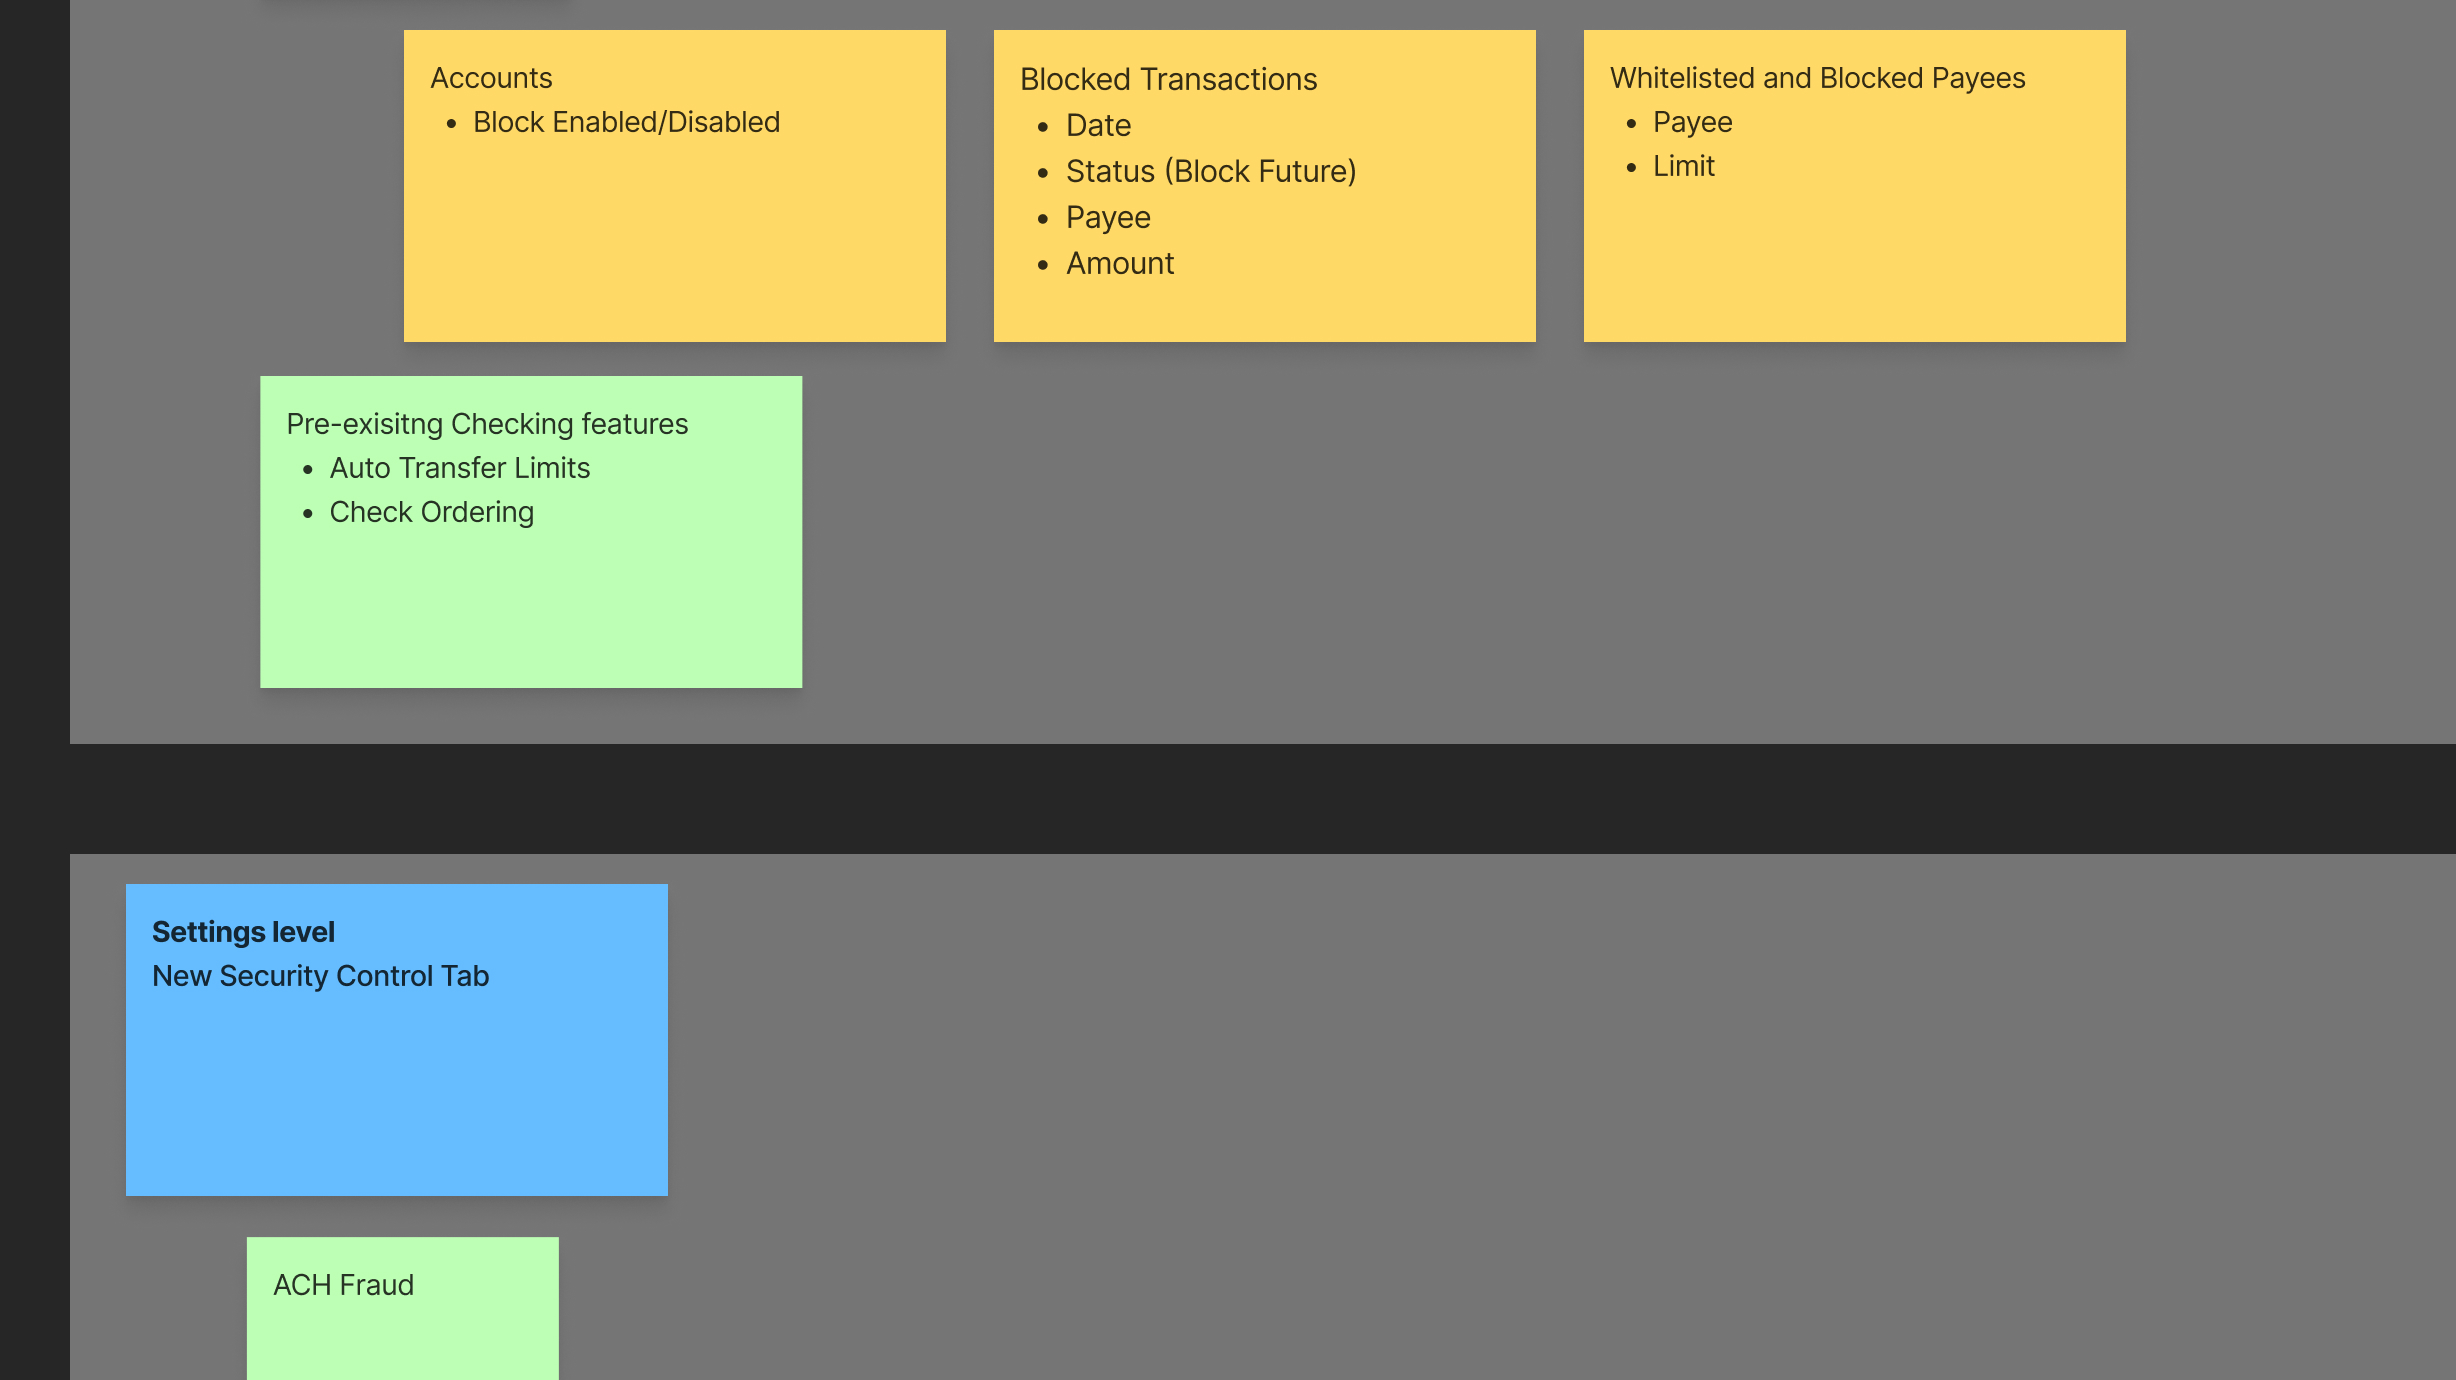 Accounts
• Block Enabled/Disabled
Blocked Transactions
• Date
• Status (Block Future)
• Payee
• Amount
Whitelisted and Blocked Payees
• Payee
• Limit
Pre-exisitng Checking features
• Auto Transfer Limits
• Check Ordering
Settings level
New Security Control Tab
ACH Fraud